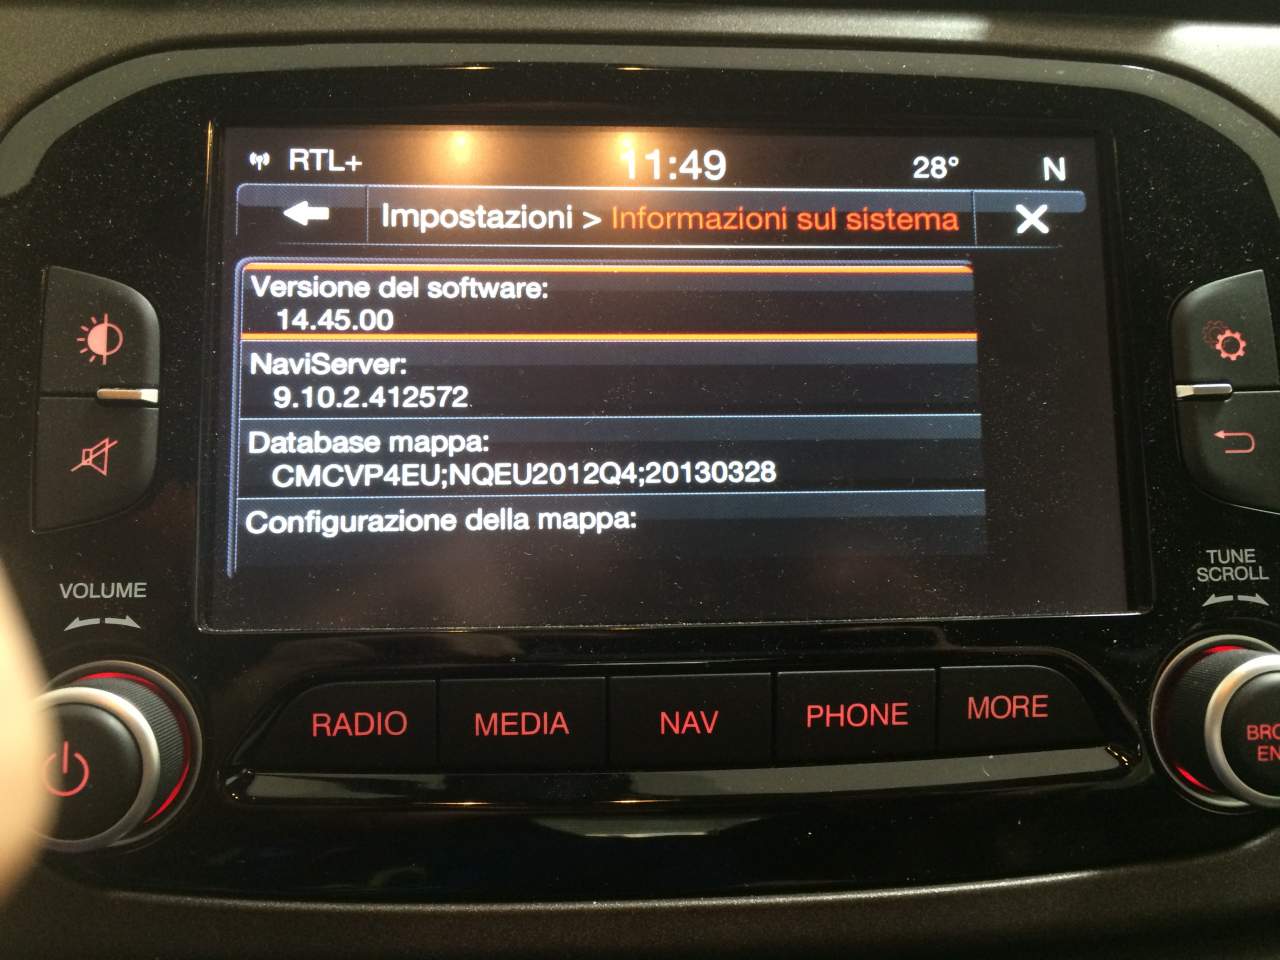 RTL+ 11:49 28° N
Impostazioni > Informazioni sul sistema
Versione del software:
14.45.00
NaviServer:
9.10.2.412572
Database mappa:
CMCVP4EU;NQEU2012Q4;20130328
Configurazione della mappa:
VOLUME
TUNE
SCROLL
RADIO MEDIA NAV PHONE MORE